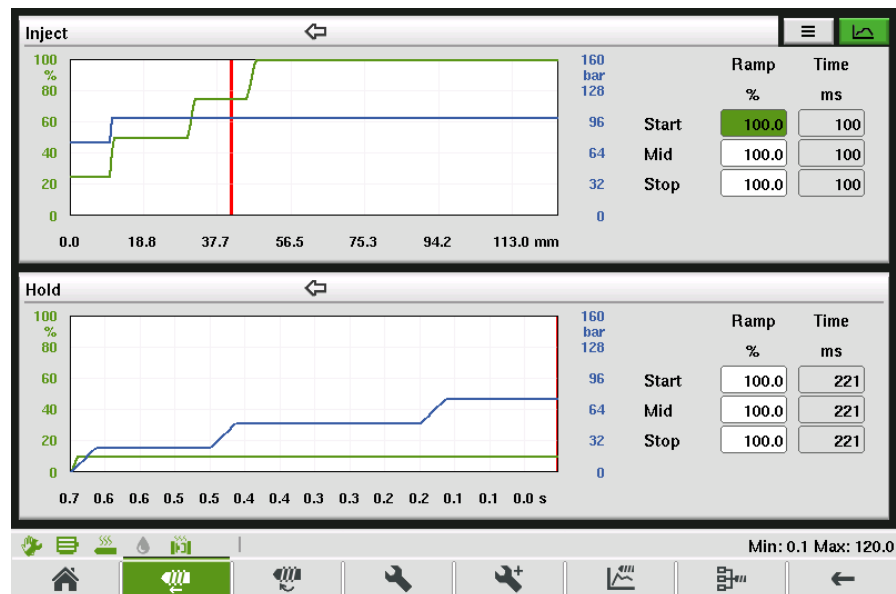 Inject
100 160 Ramp Time
% bar
80 128 % ms
60 96 Start 100.0 100
40 64 Mid 100.0 100
20 32 Stop 100.0 100
0 0
0.0 18.8 37.7 56.5 75.3 94.2 113.0 mm
Hold
100 160 Ramp Time
% bar
80 128 % ms
60 96 Start 100.0 221
40 64 Mid 100.0 221
20 32 Stop 100.0 221
0 0
0.7 0.6 0.6 0.5 0.5 0.4 0.4 0.3 0.3 0.2 0.2 0.1 0.1 0.0 s
Min: 0.1 Max: 120.0